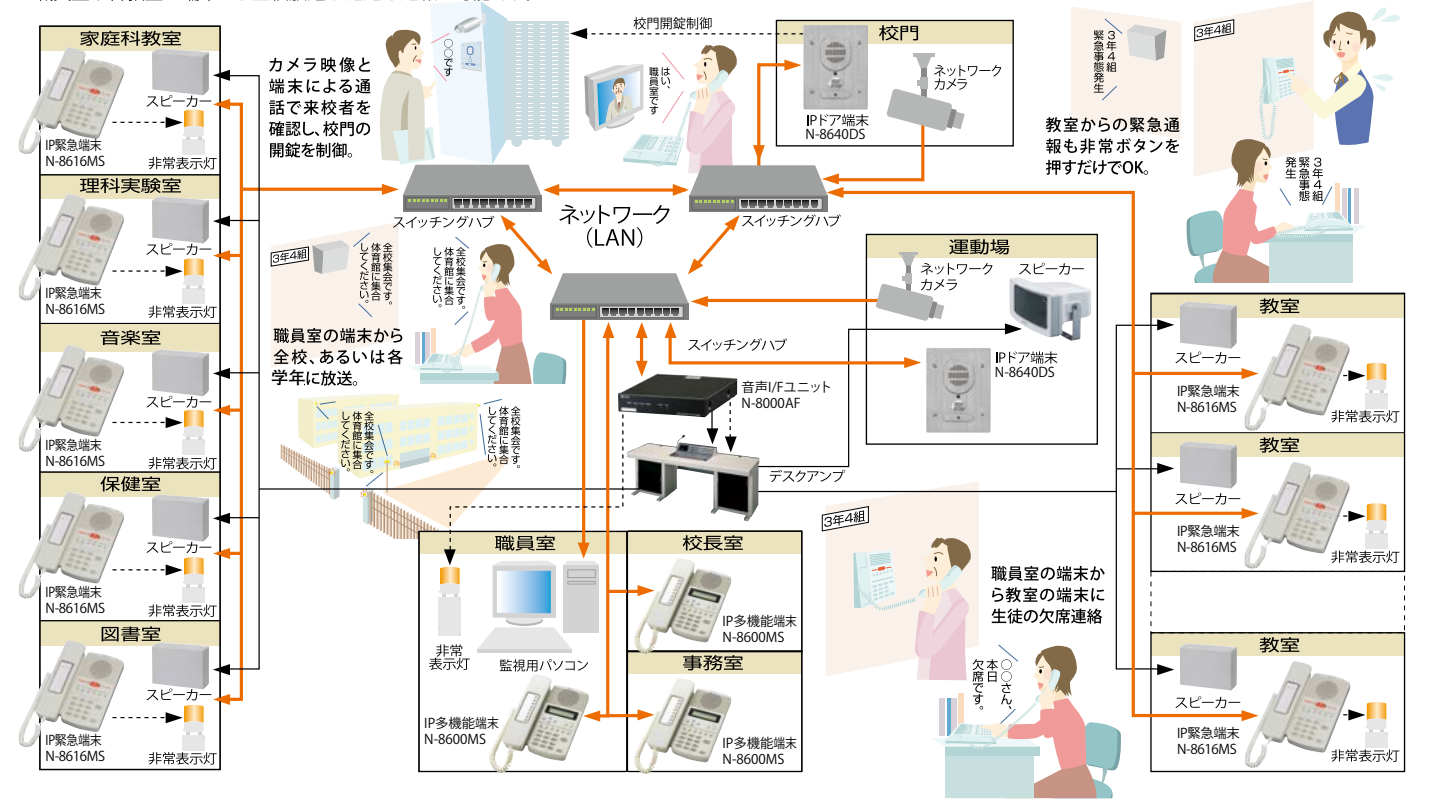 家庭科教室
スピーカー
IP緊急端末
N-8616MS
非常表示灯
理科実験室
スピーカー
IP緊急端末
N-8616MS
非常表示灯
音楽室
スピーカー
IP緊急端末
N-8616MS
非常表示灯
保健室
スピーカー
IP緊急端末
N-8616MS
非常表示灯
図書室
スピーカー
IP緊急端末
N-8616MS
非常表示灯
カメラ映像と
端末による通
話で来校者を
確認し、校門の
開錠を制御。
○○です
はい、
職員室です
校門開錠制御
校門
ネットワーク
カメラ
IPドア端末
N-8640DS
3年4組
緊急事態発生
3年4組
教室からの緊急通
報も非常ボタンを
押すだけでOK。
3年4組
緊急事態
発生
スイッチングハブ
ネットワーク
(LAN)
スイッチングハブ
3年4組
全校集会です。
体育館に集合
してください。
全校集会です。
体育館に集合
してください。
職員室の端末から
全校、あるいは各
学年に放送。
全校集会です。
体育館に集合
してください。
全校集会です。
体育館に集合
してください。
スイッチングハブ
音声I/Fユニット
N-8000AF
デスクアンプ
運動場
ネットワーク
カメラ
スピーカー
IPドア端末
N-8640DS
職員室
非常
表示灯
監視用パソコン
IP多機能端末
N-8600MS
校長室
IP多機能端末
N-8600MS
事務室
IP多機能端末
N-8600MS
3年4組
職員室の端末か
ら教室の端末に
生徒の欠席連絡
○○さん、
本日
欠席です。
教室
スピーカー
IP緊急端末
N-8616MS
非常表示灯
教室
スピーカー
IP緊急端末
N-8616MS
非常表示灯
教室
スピーカー
IP緊急端末
N-8616MS
非常表示灯